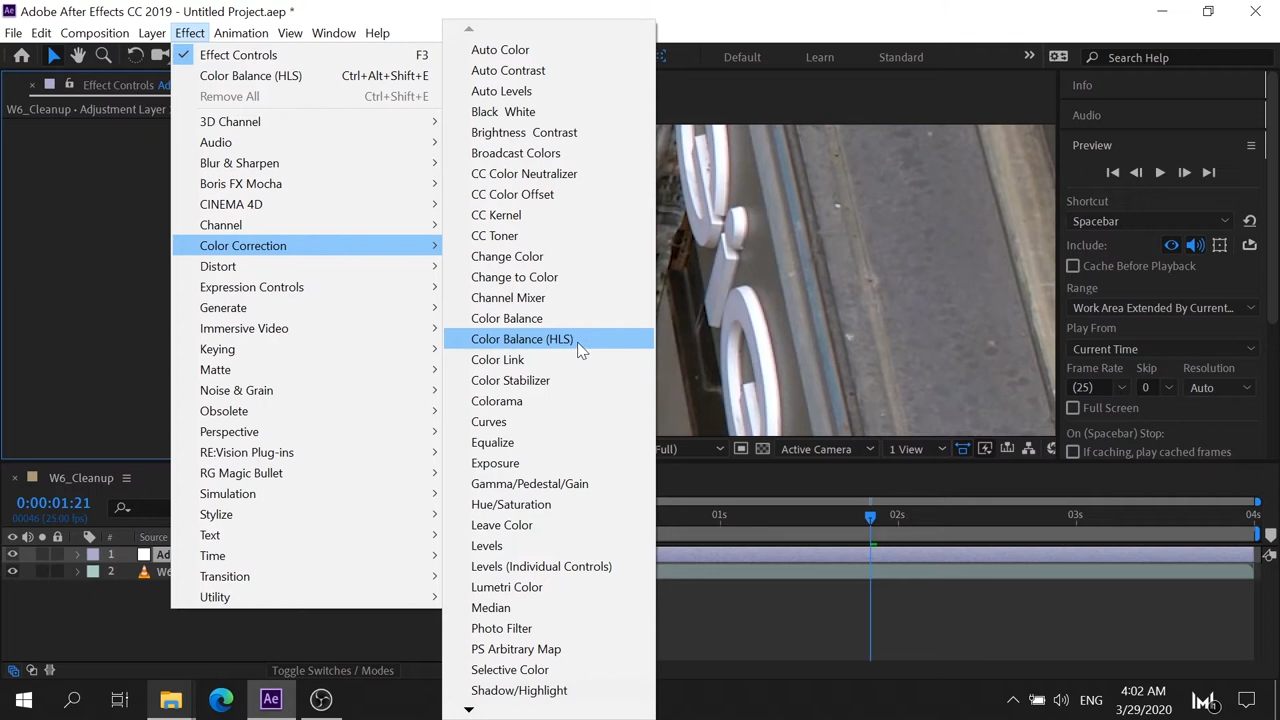 Adobe After Effects CC 2019 - Untitled Project.aep *
File Edit Composition Layer Effect Animation View Window Help
Default Learn Standard Search Help
Effect Controls Ad
W6_Cleanup • Adjustment Layer
Effect Controls F3
Color Balance (HLS) Ctrl+Alt+Shift+E
Remove All Ctrl+Shift+E
3D Channel
Audio
Blur & Sharpen
Boris FX Mocha
CINEMA 4D
Channel
Color Correction
Distort
Expression Controls
Generate
Immersive Video
Keying
Matte
Noise & Grain
Obsolete
Perspective
RE:Vision Plug-ins
RG Magic Bullet
Simulation
Stylize
Text
Time
Transition
Utility
Auto Color
Auto Contrast
Auto Levels
Black White
Brightness Contrast
Broadcast Colors
CC Color Neutralizer
CC Color Offset
CC Kernel
CC Toner
Change Color
Change to Color
Channel Mixer
Color Balance
Color Balance (HLS)
Color Link
Color Stabilizer
Colorama
Curves
Equalize
Exposure
Gamma/Pedestal/Gain
Hue/Saturation
Leave Color
Levels
Levels (Individual Controls)
Lumetri Color
Median
Photo Filter
PS Arbitrary Map
Selective Color
Shadow/Highlight
Info
Audio
Preview
Shortcut
Spacebar
Include:
Cache Before Playback
Range
Work Area Extended By Current...
Play From
Current Time
Frame Rate Skip Resolution
(25) 0 Auto
Full Screen
On (Spacebar) Stop:
If caching, play cached frames
Full) Active Camera 1 View
W6_Cleanup
0:00:01:21
00046 (25.00 fps)
01s 02s 03s 04s
# Source
1 Ad
2 We
Toggle Switches / Modes
ENG
4:02 AM
3/29/2020